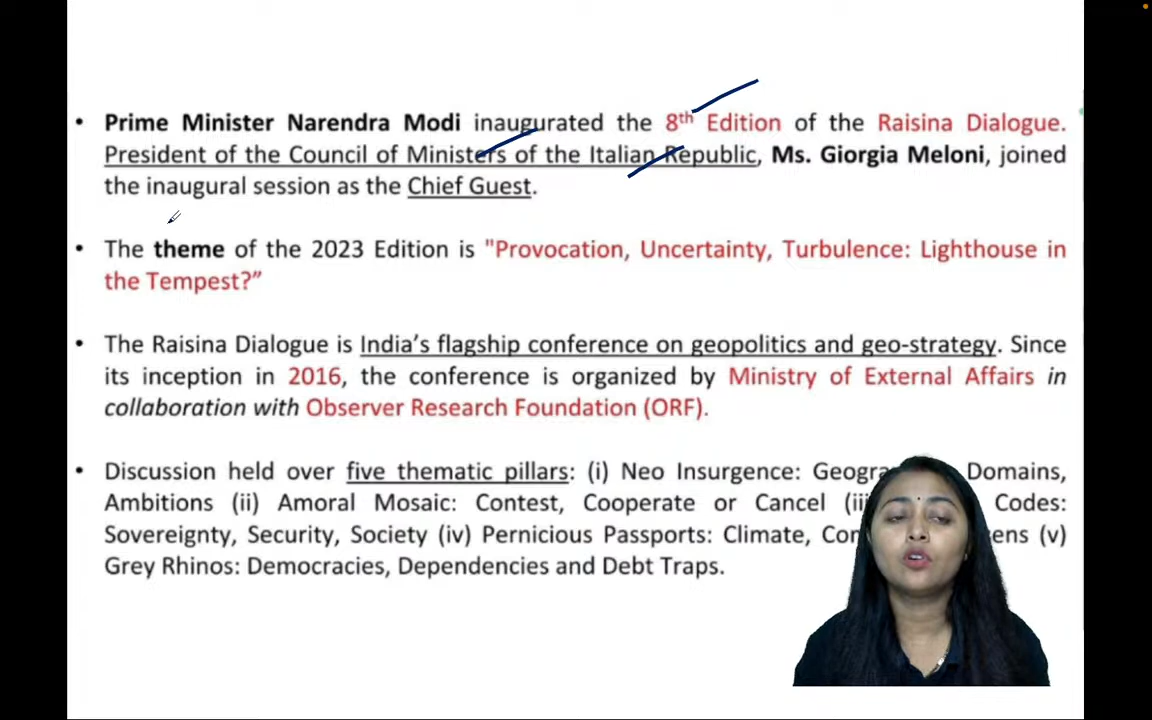 • Prime Minister Narendra Modi inaugurated the 8th Edition of the Raisina Dialogue.
President of the Council of Ministers of the Italian Republic, Ms. Giorgia Meloni, joined
the inaugural session as the Chief Guest.
• The theme of the 2023 Edition is "Provocation, Uncertainty, Turbulence: Lighthouse in
the Tempest?”
• The Raisina Dialogue is India’s flagship conference on geopolitics and geo-strategy. Since
its inception in 2016, the conference is organized by Ministry of External Affairs in
collaboration with Observer Research Foundation (ORF).
• Discussion held over five thematic pillars: (i) Neo Insurgence: Domains,
Ambitions (ii) Amoral Mosaic: Contest, Cooperate or Cancel Codes:
Sovereignty, Security, Society (iv) Pernicious Passports: Climate, (v)
Grey Rhinos: Democracies, Dependencies and Debt Traps.